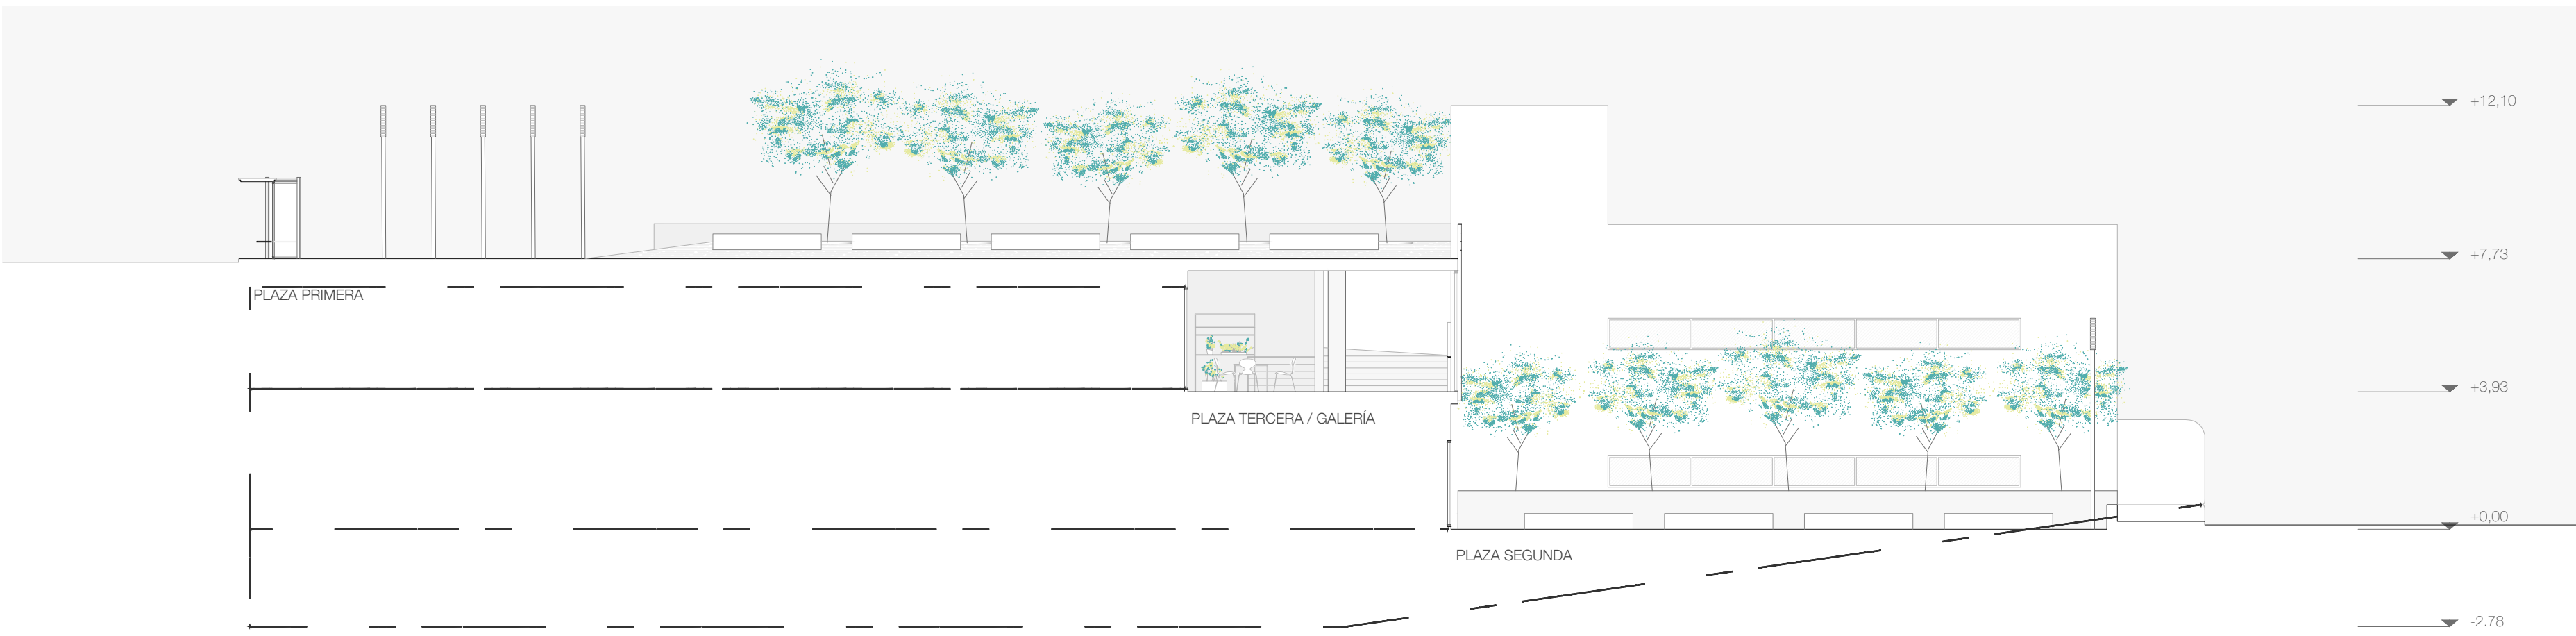 +12,10
+7,73
PLAZA PRIMERA
+3,93
PLAZA TERCERA / GALERÍA
±0,00
PLAZA SEGUNDA
-2.78